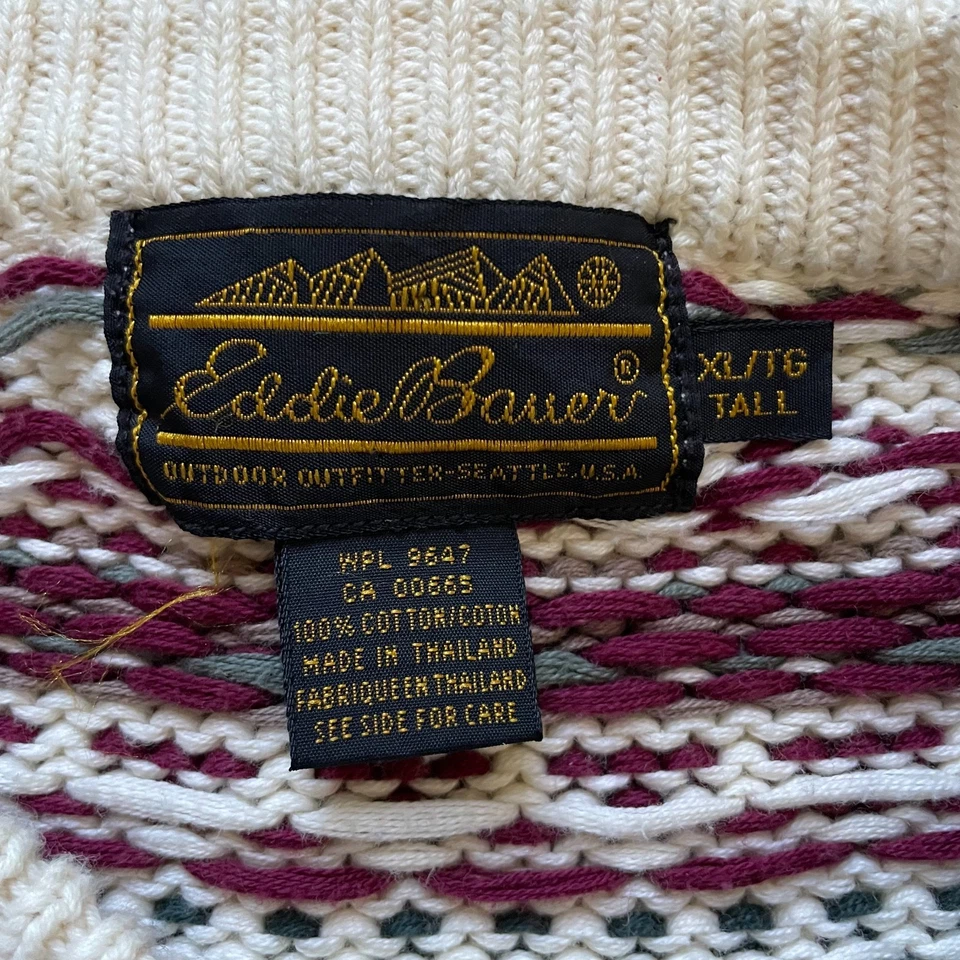 Eddie Bauer®
OUTDOOR OUTFITTER-SEATTLE, U.S.A.
XL/TG
TALL
WPL 9647
CA 00665
100% COTTON/COTON
MADE IN THAILAND
FABRIQUEEN THAILAND
SEE SIDE FOR CARE